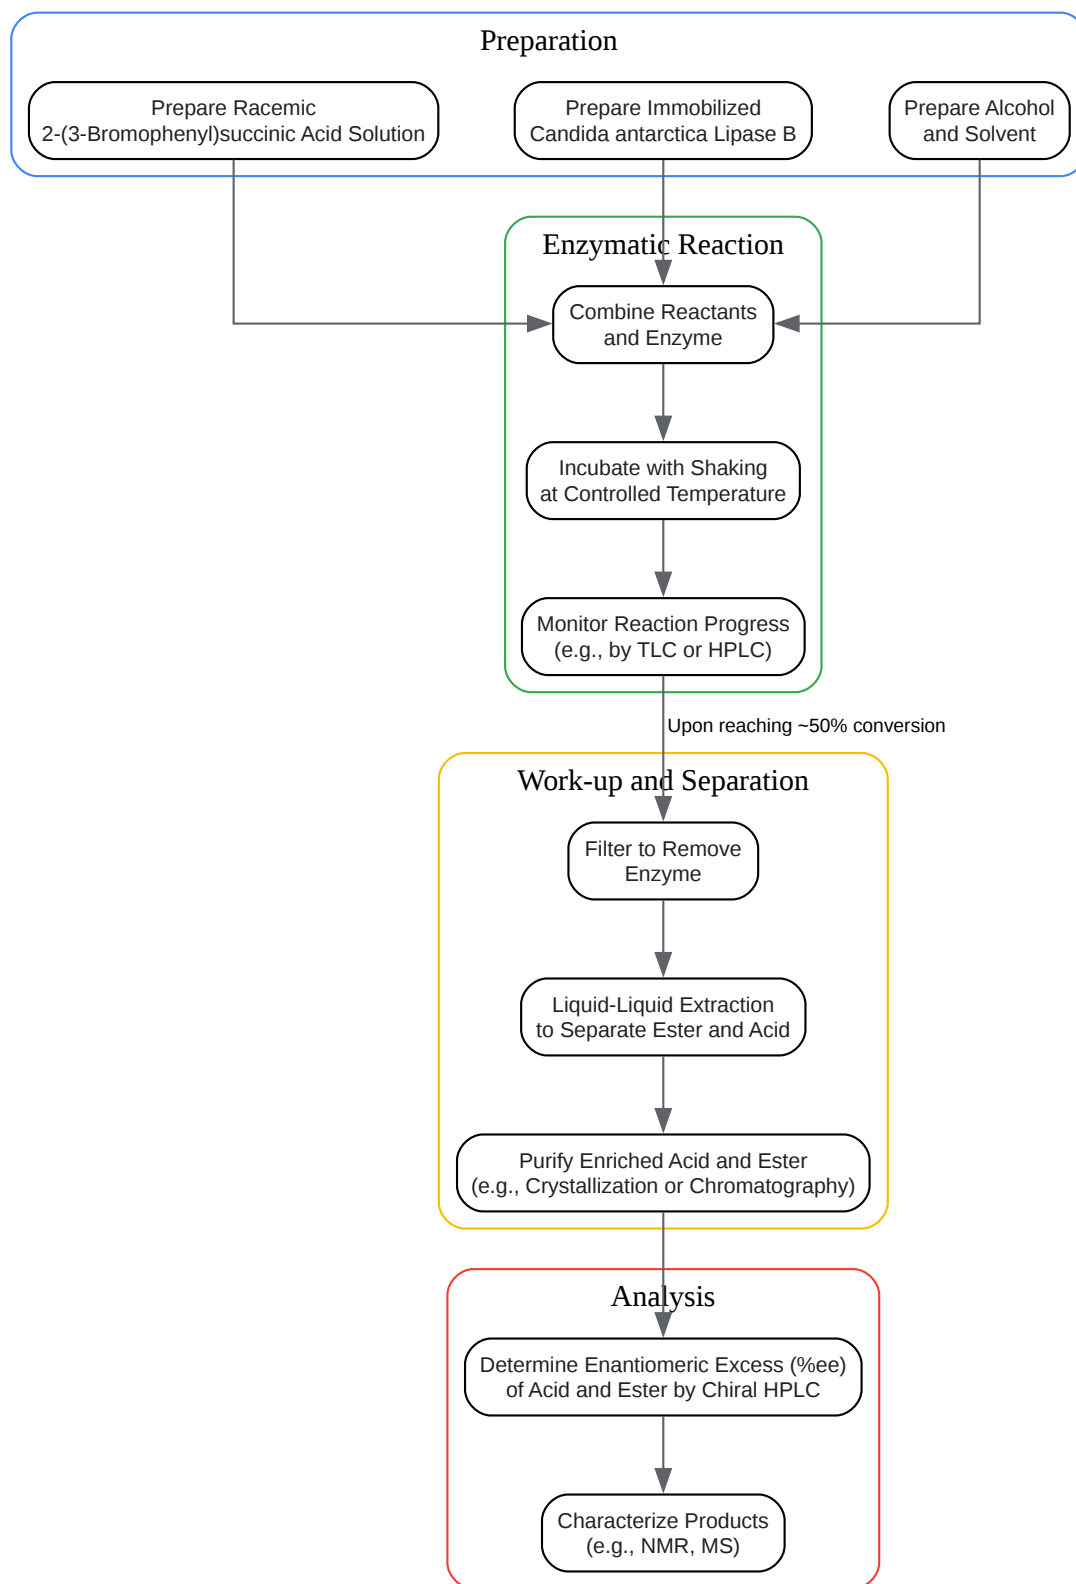 Preparation
Prepare Racemic
2-(3-Bromophenyl)succinic Acid Solution
Prepare Immobilized
Candida antarctica Lipase B
Prepare Alcohol
and Solvent
Enzymatic Reaction
Combine Reactants
and Enzyme
Incubate with Shaking
at Controlled Temperature
Monitor Reaction Progress
(e.g., by TLC or HPLC)
Upon reaching ~50% conversion
Work-up and Separation
Filter to Remove
Enzyme
Liquid-Liquid Extraction
to Separate Ester and Acid
Purify Enriched Acid and Ester
(e.g., Crystallization or Chromatography)
Analysis
Determine Enantiomeric Excess (%ee)
of Acid and Ester by Chiral HPLC
Characterize Products
(e.g., NMR, MS)